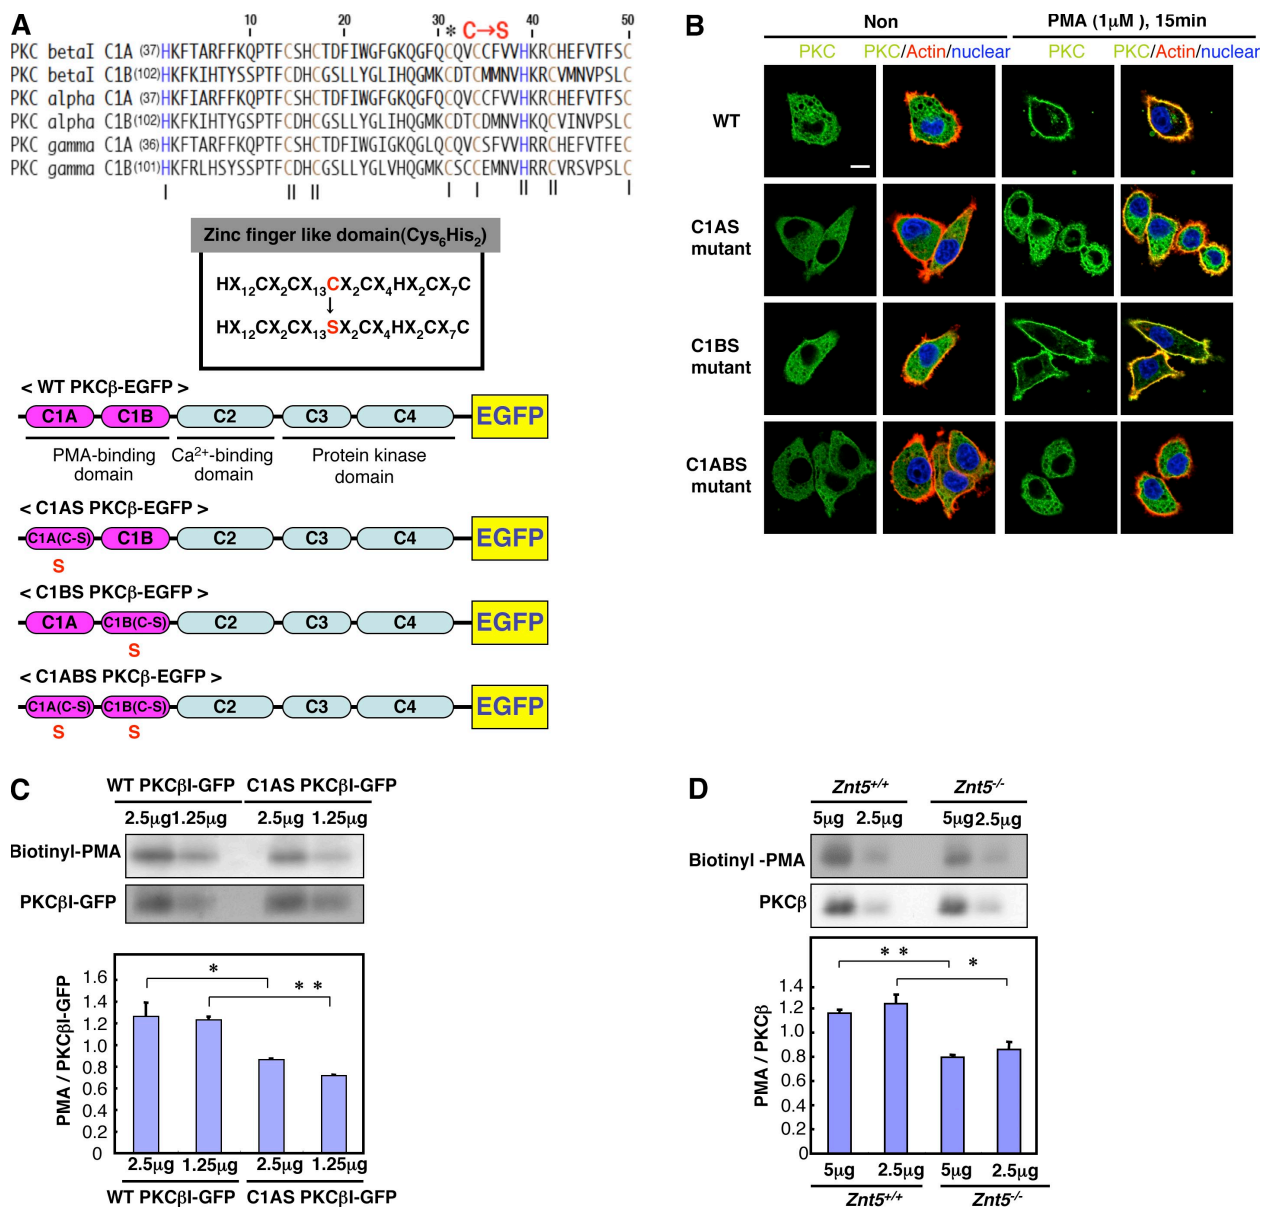 A
10 20 30 * C→S 40 50
PKC betaI C1A (37)HKFTARFFKQPTFCSHCTDFIWGFGKQGFQCQVCCFVVHKRCHEFVTFSC
PKC betaI C1B(102)HKFKIHTYSSPTFCDHCGSLLYGLIHQGMKCDTCMMNVHKRCVMNVPSLC
PKC alpha C1A (37)HKFIARFFKQPTFCSHCTDFIWGFGKQGFQCQVCCFVVHKRCHEFVTFSC
PKC alpha C1B(102)HKFKIHTYGSPTFCDHCGSLLYGLIHQGMKCDTCDMNVHKQCVINVPSLC
PKC gamma C1A (36)HKFTARFFKQPTFCSHCTDFIWGIGKQGLQCQVCSFVVHRRCHEFVTFEC
PKC gamma C1B(101)HKFRLHSYSSPTFCDHCGSLLYGLVHQGMKCSCCEMNVHRRCVRSVPSLC
Zinc finger like domain(Cys6His2)
HX12CX2CX13CX2CX4HX2CX7C
↓
HX12CX2CX13SX2CX4HX2CX7C
< WT PKCβ-EGFP >
C1A C1B C2 C3 C4 EGFP
PMA-binding domain
Ca2+-binding domain
Protein kinase domain
< C1AS PKCβ-EGFP >
C1A(C-S) C1B C2 C3 C4 EGFP
S
< C1BS PKCβ-EGFP >
C1A C1B(C-S) C2 C3 C4 EGFP
S
< C1ABS PKCβ-EGFP >
C1A(C-S) C1B(C-S) C2 C3 C4 EGFP
S S
B
Non PMA (1μM ), 15min
PKC PKC/Actin/nuclear PKC PKC/Actin/nuclear
WT
C1AS
mutant
C1BS
mutant
C1ABS
mutant
C
WT PKCβI-GFP C1AS PKCβI-GFP
2.5μg 1.25μg 2.5μg 1.25μg
Biotinyl-PMA
PKCβI-GFP
PMA / PKCβI-GFP
1.6
1.4
1.2
1.0
0.8
0.6
0.4
0.2
0
*
* *
2.5μg 1.25μg 2.5μg 1.25μg
WT PKCβI-GFP C1AS PKCβI-GFP
D
Znt5+/+ Znt5-/-
5μg 2.5μg 5μg 2.5μg
Biotinyl -PMA
PKCβ
PMA / PKCβ
1.4
1.2
1.0
0.8
0.6
0.4
0.2
0
* *
*
5μg 2.5μg 5μg 2.5μg
Znt5+/+ Znt5-/-